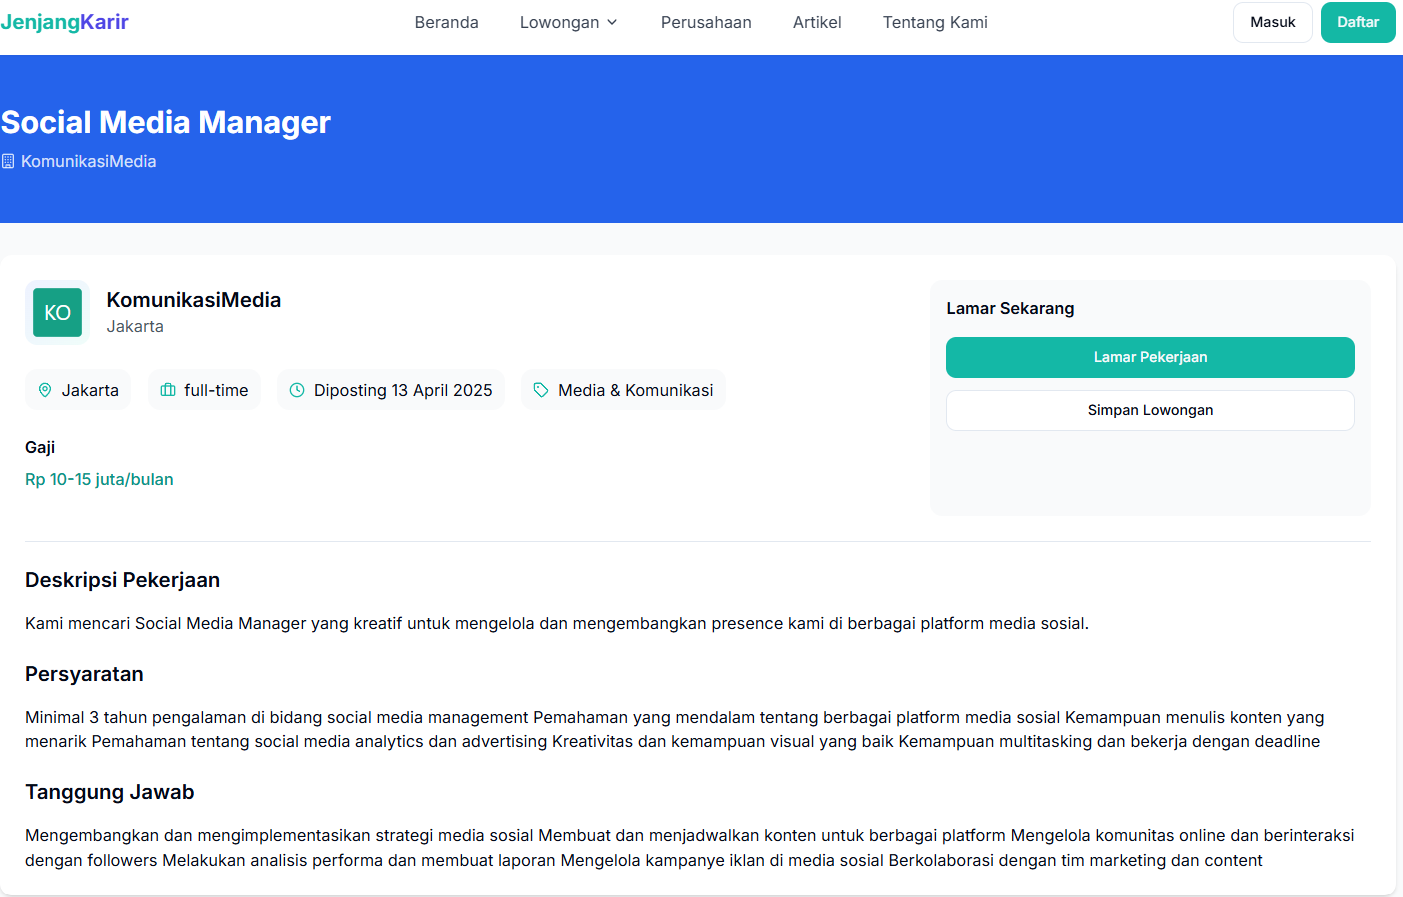 JenjangKarir
Beranda
Lowongan
Perusahaan
Artikel
Tentang Kami
Masuk
Daftar
Social Media Manager
KomunikasiMedia
KO
KomunikasiMedia
Jakarta
Jakarta
full-time
Diposting 13 April 2025
Media & Komunikasi
Gaji
Rp 10-15 juta/bulan
Lamar Sekarang
Lamar Pekerjaan
Simpan Lowongan
Deskripsi Pekerjaan
Kami mencari Social Media Manager yang kreatif untuk mengelola dan mengembangkan presence kami di berbagai platform media sosial.
Persyaratan
Minimal 3 tahun pengalaman di bidang social media management Pemahaman yang mendalam tentang berbagai platform media sosial Kemampuan menulis konten yang
menarik Pemahaman tentang social media analytics dan advertising Kreativitas dan kemampuan visual yang baik Kemampuan multitasking dan bekerja dengan deadline
Tanggung Jawab
Mengembangkan dan mengimplementasikan strategi media sosial Membuat dan menjadwalkan konten untuk berbagai platform Mengelola komunitas online dan berinteraksi
dengan followers Melakukan analisis performa dan membuat laporan Mengelola kampanye iklan di media sosial Berkolaborasi dengan tim marketing dan content